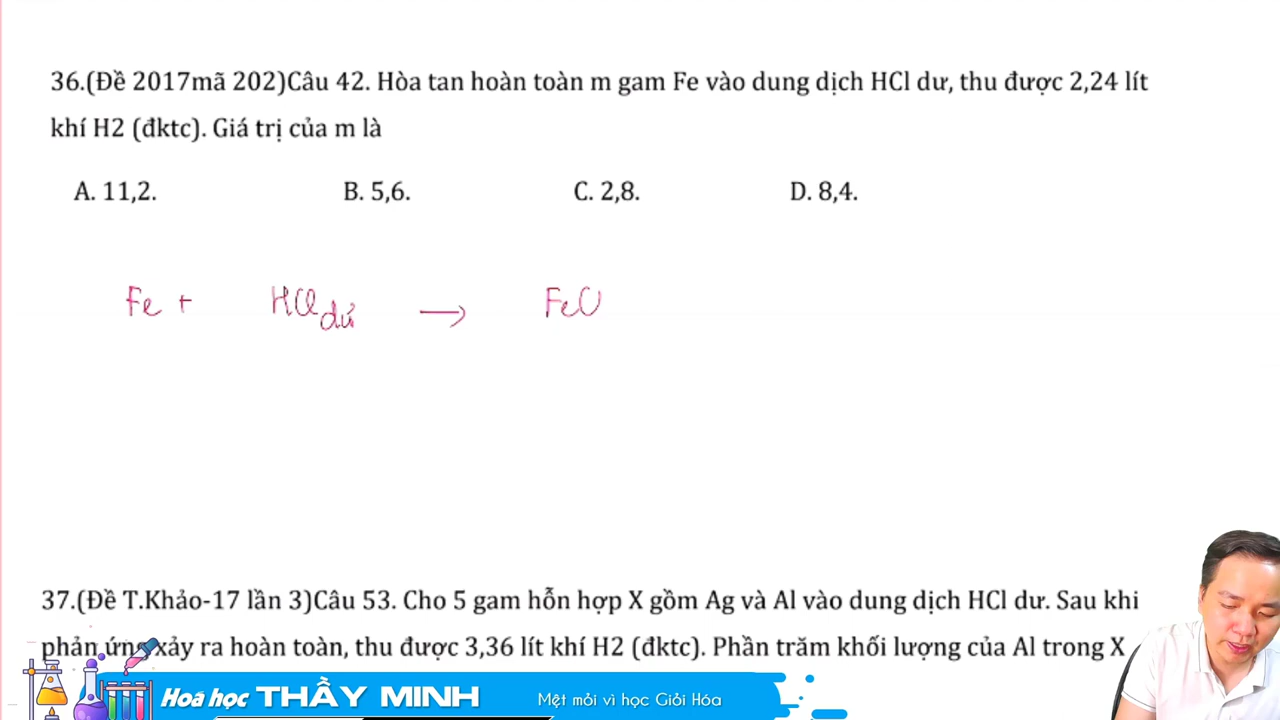 36.(Đề 2017mã 202)Câu 42. Hòa tan hoàn toàn m gam Fe vào dung dịch HCl dư, thu được 2,24 lít
khí H2 (đktc). Giá trị của m là
A. 11,2. B. 5,6. C. 2,8. D. 8,4.
Fe + HCl dư → FeCl
37.(Đề T.Khảo-17 lần 3)Câu 53. Cho 5 gam hỗn hợp X gồm Ag và Al vào dung dịch HCl dư. Sau khi
phản ứng xảy ra hoàn toàn, thu được 3,36 lít khí H2 (đktc). Phần trăm khối lượng của Al trong X
Hoá học THẦY MINH Mệt mỏi vì học Giỏi Hóa